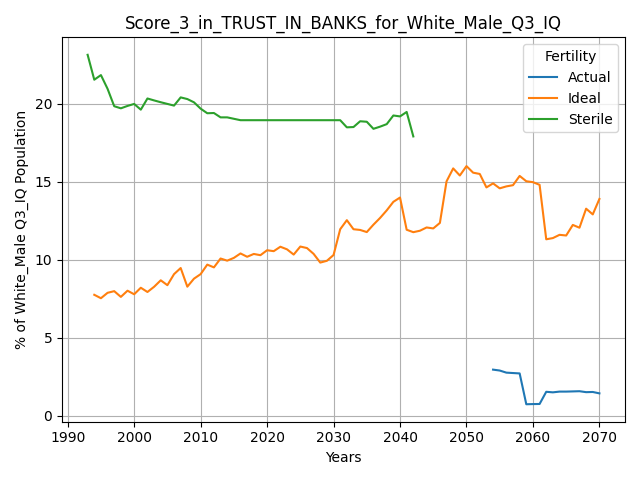 Score_3_in_TRUST_IN_BANKS_for_White_Male_Q3_IQ
Fertility
Actual
Ideal
Sterile
% of White_Male Q3_IQ Population
20
15
10
5
0
1990 2000 2010 2020 2030 2040 2050 2060 2070
Years